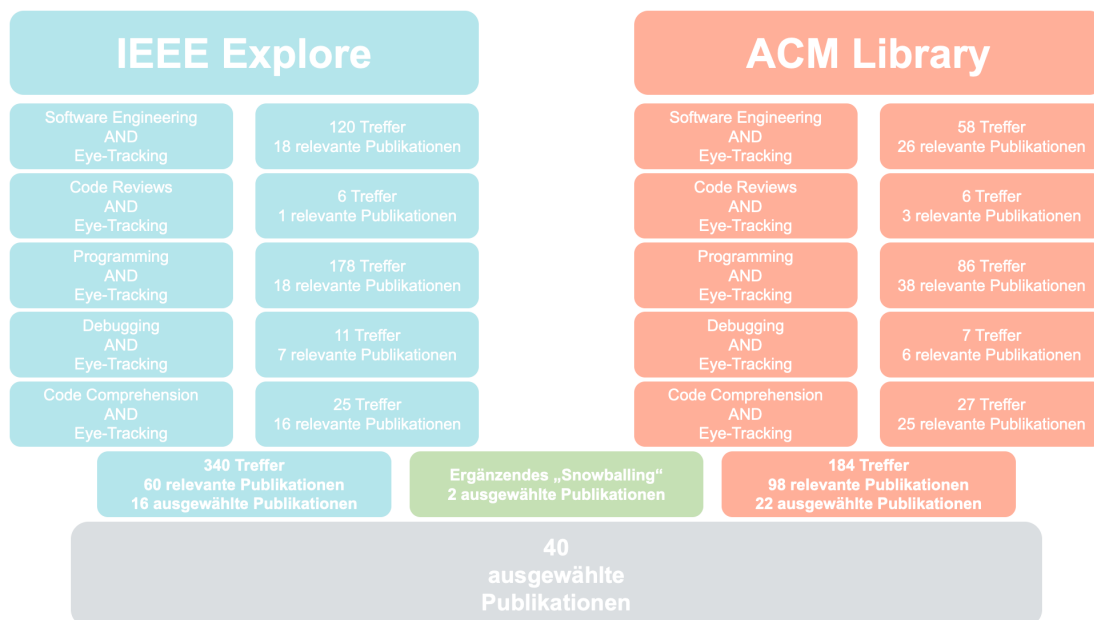 IEEE Explore
Software Engineering
AND
Eye-Tracking
120 Treffer
18 relevante Publikationen
Code Reviews
AND
Eye-Tracking
6 Treffer
1 relevante Publikationen
Programming
AND
Eye-Tracking
178 Treffer
18 relevante Publikationen
Debugging
AND
Eye-Tracking
11 Treffer
7 relevante Publikationen
Code Comprehension
AND
Eye-Tracking
25 Treffer
16 relevante Publikationen
340 Treffer
60 relevante Publikationen
16 ausgewählte Publikationen
Ergänzendes „Snowballing“
2 ausgewählte Publikationen
ACM Library
Software Engineering
AND
Eye-Tracking
58 Treffer
26 relevante Publikationen
Code Reviews
AND
Eye-Tracking
6 Treffer
3 relevante Publikationen
Programming
AND
Eye-Tracking
86 Treffer
38 relevante Publikationen
Debugging
AND
Eye-Tracking
7 Treffer
6 relevante Publikationen
Code Comprehension
AND
Eye-Tracking
27 Treffer
25 relevante Publikationen
184 Treffer
98 relevante Publikationen
22 ausgewählte Publikationen
40
ausgewählte
Publikationen